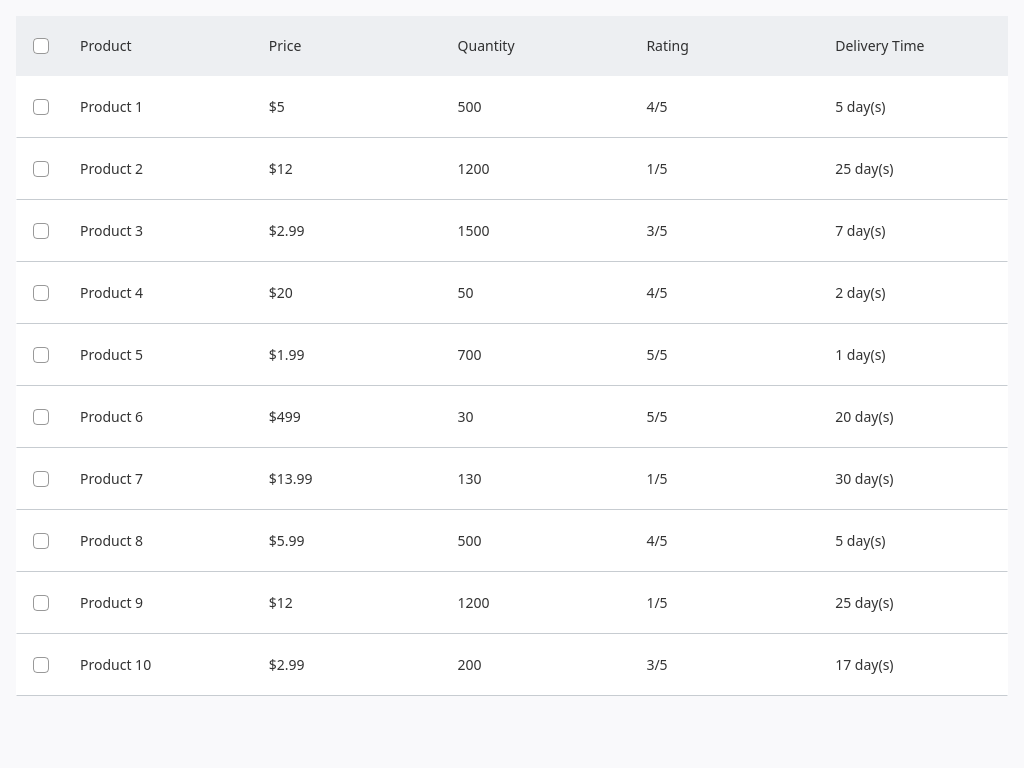 Product Price Quantity Rating Delivery Time
Product 1 $5 500 4/5 5 day(s)
Product 2 $12 1200 1/5 25 day(s)
Product 3 $2.99 1500 3/5 7 day(s)
Product 4 $20 50 4/5 2 day(s)
Product 5 $1.99 700 5/5 1 day(s)
Product 6 $499 30 5/5 20 day(s)
Product 7 $13.99 130 1/5 30 day(s)
Product 8 $5.99 500 4/5 5 day(s)
Product 9 $12 1200 1/5 25 day(s)
Product 10 $2.99 200 3/5 17 day(s)